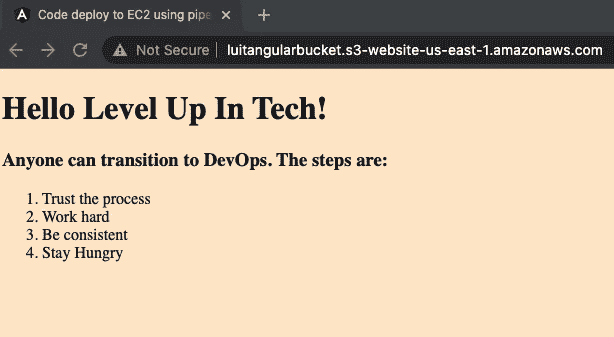 Code deploy to EC2 using pipe
Not Secure | luitangularbucket.s3-website-us-east-1.amazonaws.com
Hello Level Up In Tech!
Anyone can transition to DevOps. The steps are:
1. Trust the process
2. Work hard
3. Be consistent
4. Stay Hungry